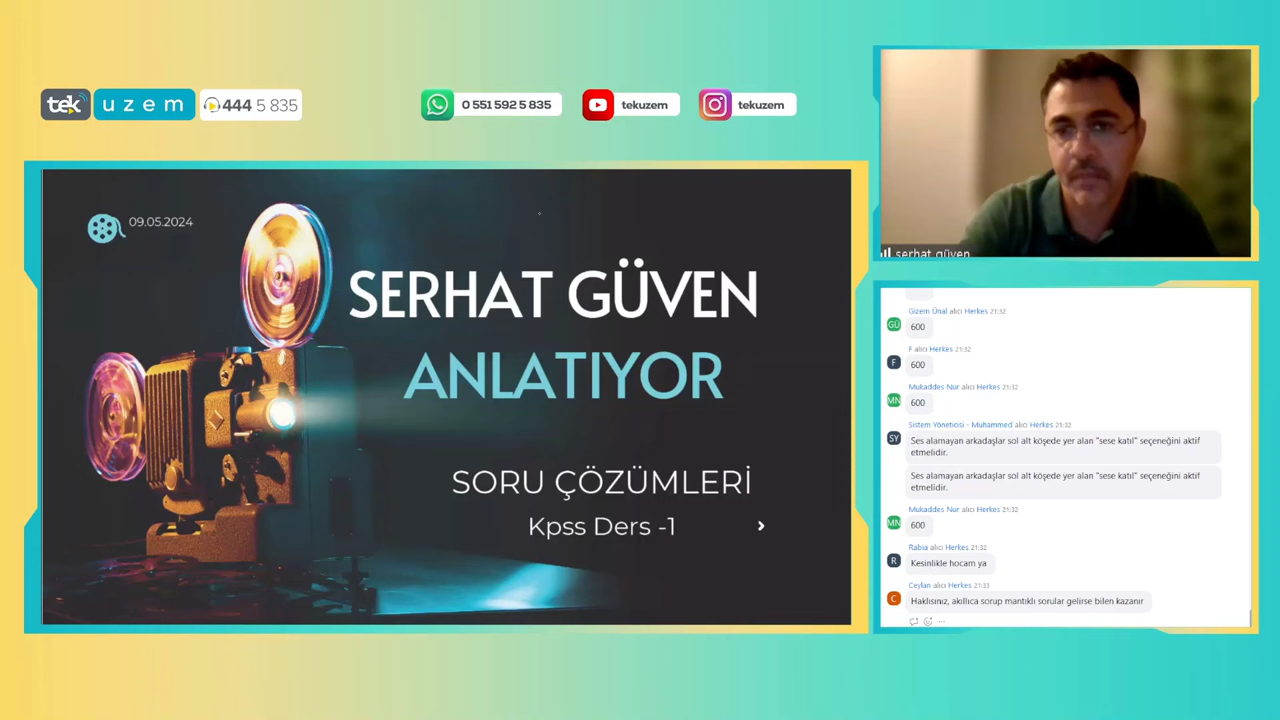 tek uzem 444 5 835
0 551 592 5 835
tekuzem
tekuzem
09.05.2024
SERHAT GÜVEN
ANLATIYOR
SORU ÇÖZÜMLERİ
Kpss Ders -1
serhat güven
Gizem Ünal alıcı Herkes 21:32
GÜ
600
F alıcı Herkes 21:32
F
600
Mukaddes Nur alıcı Herkes 21:32
MN
600
Sistem Yöneticisi - Muhammed alıcı Herkes 21:32
SY
Ses alamayan arkadaşlar sol alt köşede yer alan "sese katıl" seçeneğini aktif
etmelidir.
Ses alamayan arkadaşlar sol alt köşede yer alan "sese katıl" seçeneğini aktif
etmelidir.
Mukaddes Nur alıcı Herkes 21:32
MN
600
Rabia alıcı Herkes 21:32
R
Kesinlikle hocam ya
Ceylan alıcı Herkes 21:33
C
Haklısınız, akıllıca sorup mantıklı sorular gelirse bilen kazanır